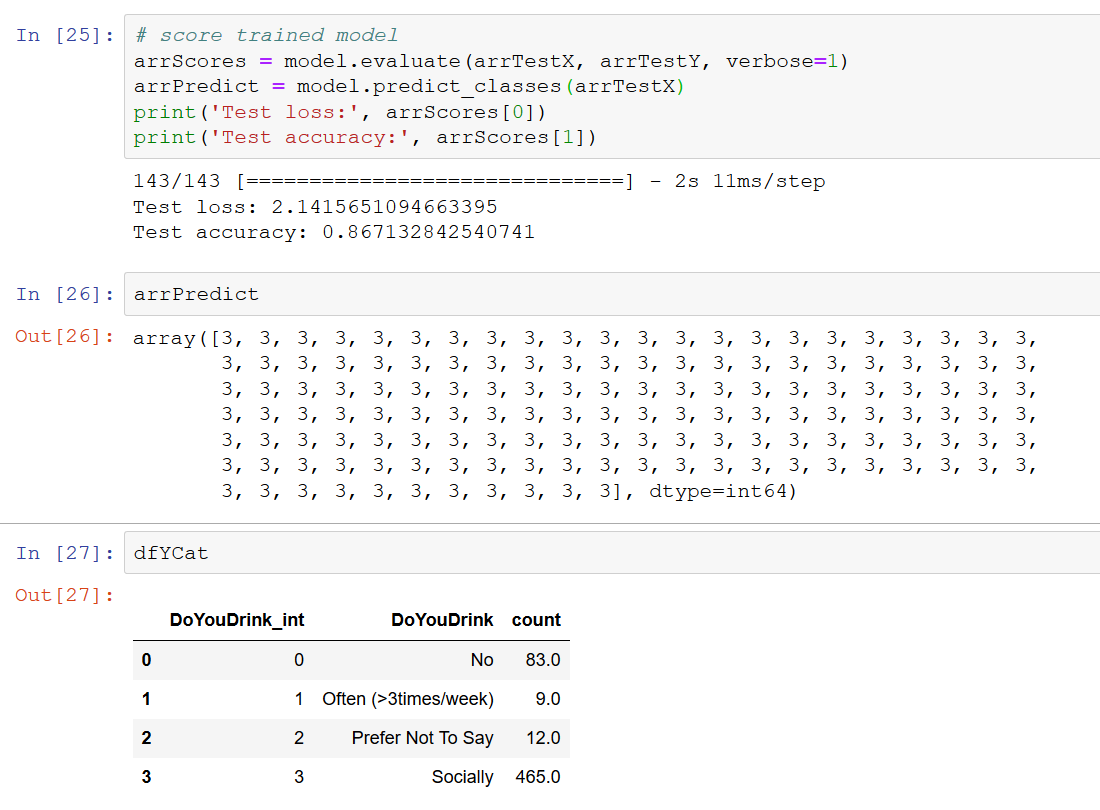 In [25]: # score trained model
arrScores = model.evaluate(arrTestX, arrTestY, verbose=1)
arrPredict = model.predict_classes(arrTestX)
print('Test loss:', arrScores[0])
print('Test accuracy:', arrScores[1])
143/143 [==============================] - 2s 11ms/step
Test loss: 2.1415651094663395
Test accuracy: 0.867132842540741
In [26]: arrPredict
Out[26]: array([3, 3, 3, 3, 3, 3, 3, 3, 3, 3, 3, 3, 3, 3, 3, 3, 3, 3, 3, 3, 3, 3,
3, 3, 3, 3, 3, 3, 3, 3, 3, 3, 3, 3, 3, 3, 3, 3, 3, 3, 3, 3, 3, 3,
3, 3, 3, 3, 3, 3, 3, 3, 3, 3, 3, 3, 3, 3, 3, 3, 3, 3, 3, 3, 3, 3,
3, 3, 3, 3, 3, 3, 3, 3, 3, 3, 3, 3, 3, 3, 3, 3, 3, 3, 3, 3, 3, 3,
3, 3, 3, 3, 3, 3, 3, 3, 3, 3, 3, 3, 3, 3, 3, 3, 3, 3, 3, 3, 3, 3,
3, 3, 3, 3, 3, 3, 3, 3, 3, 3, 3, 3, 3, 3, 3, 3, 3, 3, 3, 3, 3, 3,
3, 3, 3, 3, 3, 3, 3, 3, 3, 3, 3], dtype=int64)
In [27]: dfYCat
Out[27]:
DoYouDrink_int DoYouDrink count
0 0 No 83.0
1 1 Often (>3times/week) 9.0
2 2 Prefer Not To Say 12.0
3 3 Socially 465.0